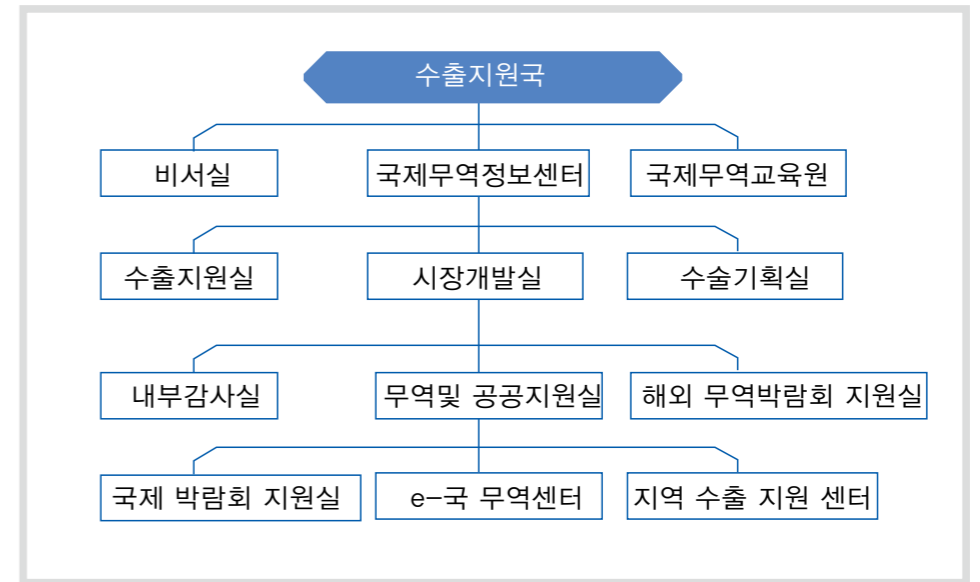 수출지원국
비서실
국제무역정보센터
국제무역교육원
수출지원실
시장개발실
수술기획실
내부감사실
무역및 공공지원실
해외 무역박람회 지원실
국제 박람회 지원실
e-국 무역센터
지역 수출 지원 센터